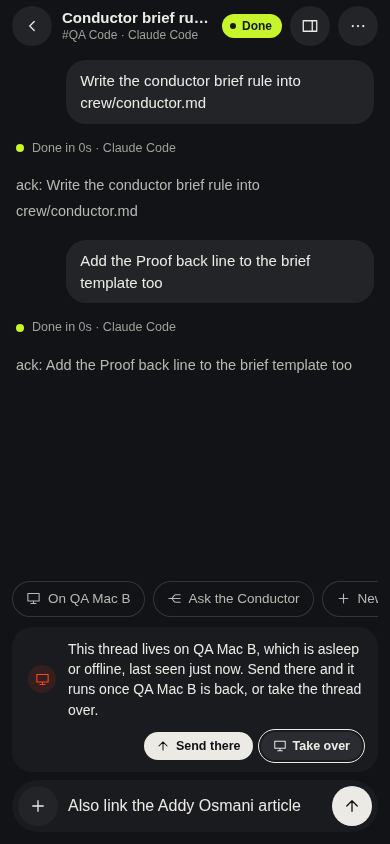 Conductor brief ru...
#QA Code · Claude Code
Done
Write the conductor brief rule into
crew/conductor.md
Done in 0s · Claude Code
ack: Write the conductor brief rule into
crew/conductor.md
Add the Proof back line to the brief
template too
Done in 0s · Claude Code
ack: Add the Proof back line to the brief template too
On QA Mac B
Ask the Conductor
This thread lives on QA Mac B, which is asleep
or offline, last seen just now. Send there and it
runs once QA Mac B is back, or take the thread
over.
Send there
Take over
Also link the Addy Osmani article